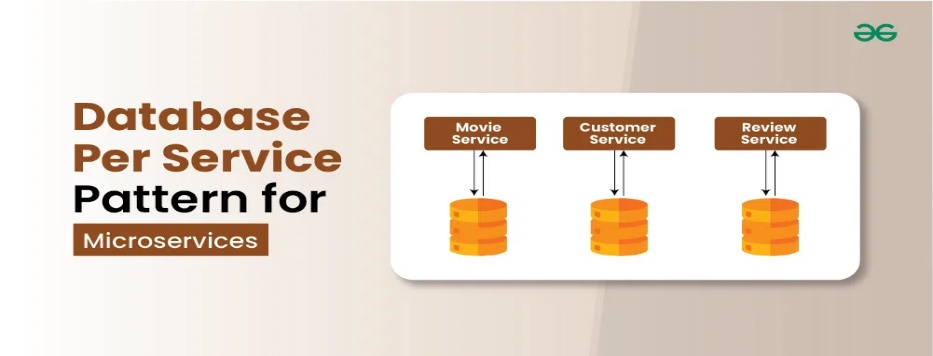 Database
Per Service
Pattern for
Microservices
Movie
Service
Customer
Service
Review
Service